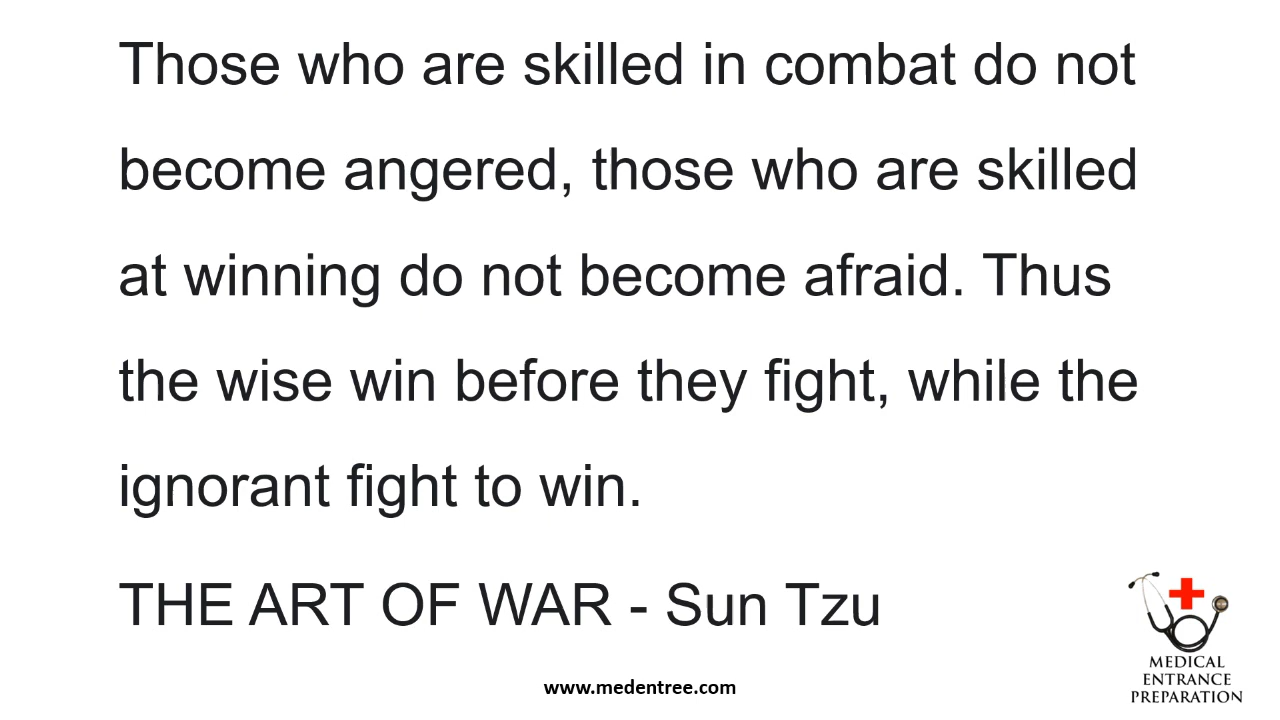 Those who are skilled in combat do not
become angered, those who are skilled
at winning do not become afraid. Thus
the wise win before they fight, while the
ignorant fight to win.
THE ART OF WAR - Sun Tzu
www.medentree.com
MEDICAL
ENTRANCE
PREPARATION